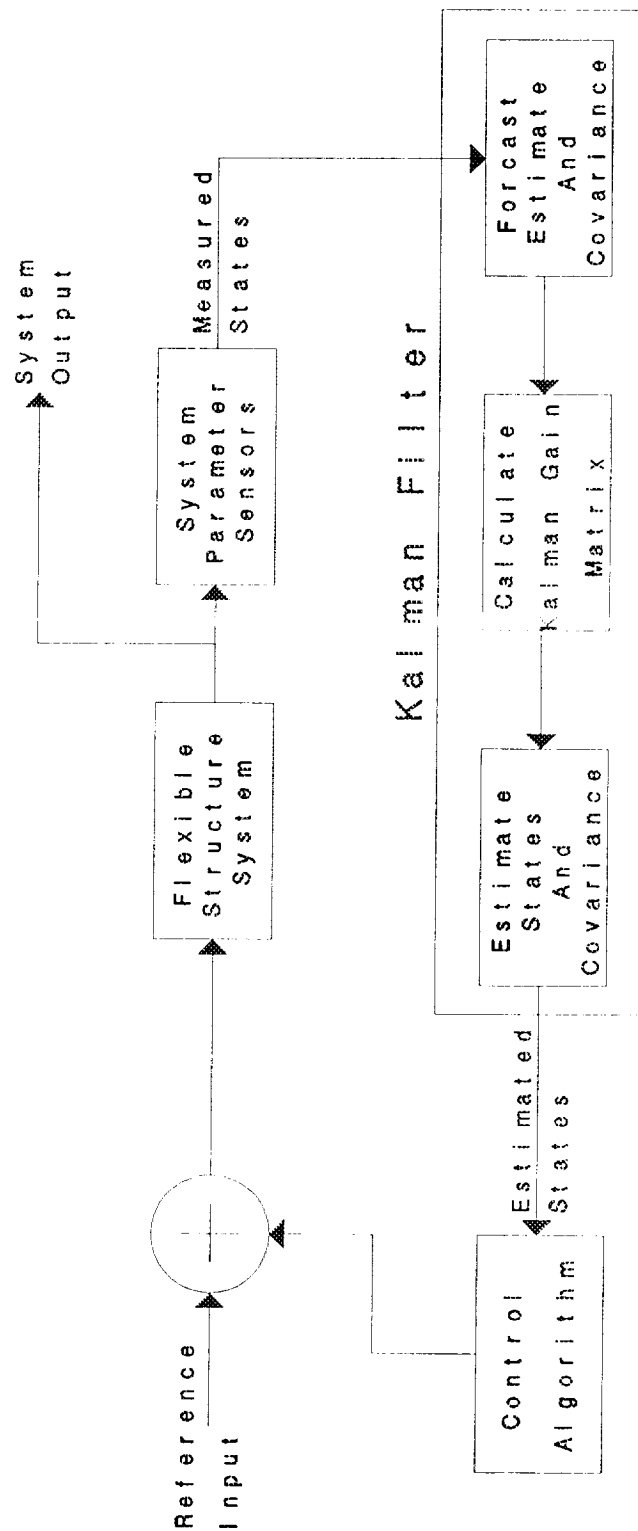 Reference
Input
Flexible
Structure
System
System
Output
System
Parameter
Sensors
Measured
States
Kalman Fillter
Forcast
Estimate
And
Covariance
Calculate
Kalman Gain
Matrix
Estimate
States
And
Covariance
Estimated
States
Control
Algorithm